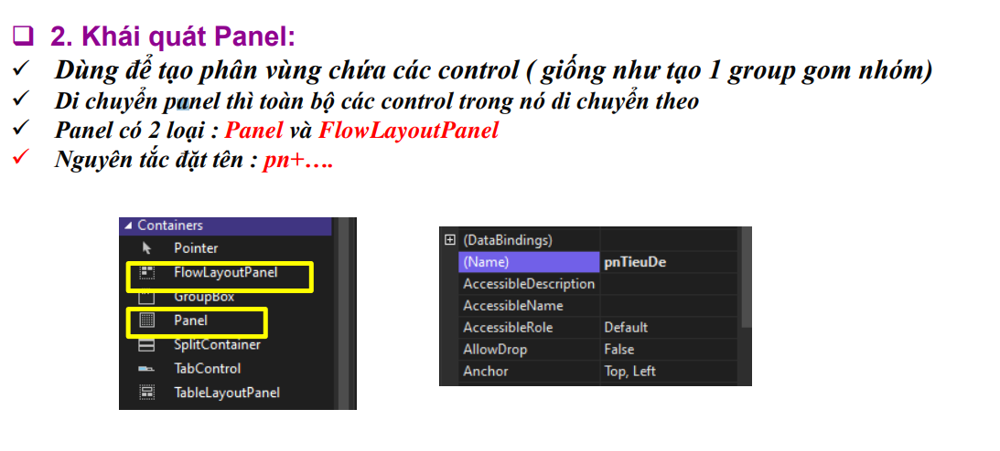 2. Khái quát Panel:
Dùng để tạo phân vùng chứa các control ( giống như tạo 1 group gom nhóm)
Di chuyển panel thì toàn bộ các control trong nó di chuyển theo
Panel có 2 loại : Panel và FlowLayoutPanel
Nguyên tắc đặt tên : pn+….
Containers
Pointer
FlowLayoutPanel
GroupBox
Panel
SplitContainer
TabControl
TableLayoutPanel
(DataBindings)
(Name) pnTieuDe
AccessibleDescription
AccessibleName
AccessibleRole Default
AllowDrop False
Anchor Top, Left